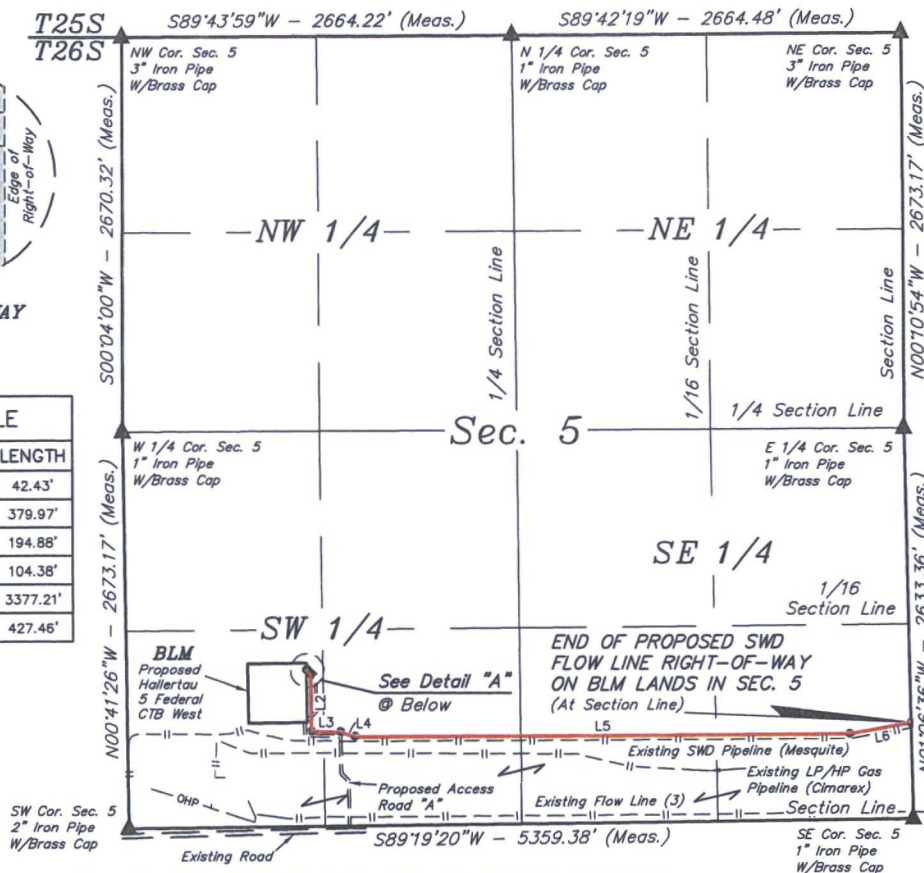 T25S
T26S
S89°43'59"W - 2664.22' (Meas.)
S89°42'19"W - 2664.48' (Meas.)
NW Cor. Sec. 5
3" Iron Pipe
W/Brass Cap
N 1/4 Cor. Sec. 5
1" Iron Pipe
W/Brass Cap
NE Cor. Sec. 5
3" Iron Pipe
W/Brass Cap
Edge of
Right-of-Way
S00°04'00"W - 2670.32' (Meas.)
N00°10'54"W - 2673.17' (Meas.)
NW 1/4
NE 1/4
1/4 Section Line
1/16 Section Line
Section Line
1/4 Section Line
Sec. 5
LENGTH
42.43'
379.97'
194.88'
104.38'
3377.21'
427.46'
W 1/4 Cor. Sec. 5
1" Iron Pipe
W/Brass Cap
E 1/4 Cor. Sec. 5
1" Iron Pipe
W/Brass Cap
N00°41'26"W - 2673.17' (Meas.)
2633.36' (Meas.)
SE 1/4
1/16
Section Line
SW 1/4
BLM
Proposed
Hallertau
5 Federal
CTB West
See Detail "A"
@ Below
END OF PROPOSED SWD
FLOW LINE RIGHT-OF-WAY
ON BLM LANDS IN SEC. 5
(At Section Line)
L2
L3
L4
L5
L6
Existing SWD Pipeline (Mesquite)
Existing LP/HP Gas
Pipeline (Cimarex)
Proposed Access
Road "A"
Existing Flow Line (3)
Section Line
OHP
SW Cor. Sec. 5
2" Iron Pipe
W/Brass Cap
Existing Road
S89°19'20"W - 5359.38' (Meas.)
SE Cor. Sec. 5
1" Iron Pipe
W/Brass Cap